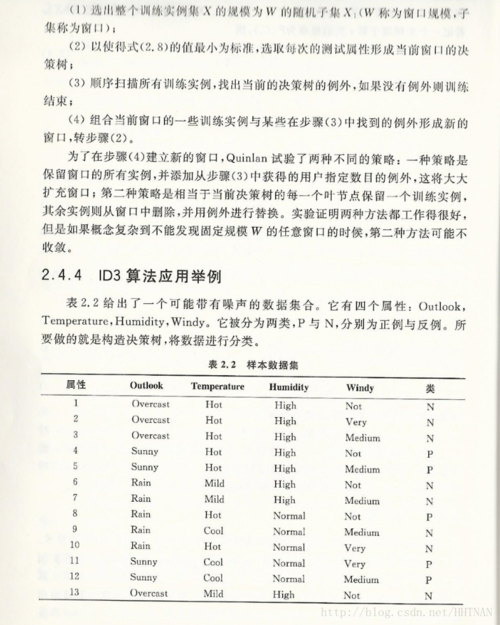 (1) 选出整个训练实例集 X 的规模为 W 的随机子集 X₁(W 称为窗口规模,子
集称为窗口);
(2) 以使得式(2.8)的值最小为标准,选取每次的测试属性形成当前窗口的决
策树;
(3) 顺序扫描所有训练实例,找出当前的决策树的例外,如果没有例外则训练
结束;
(4) 组合当前窗口的一些训练实例与某些在步骤(3)中找到的例外形成新的
窗口,转步骤(2)。
为了在步骤(4)建立新的窗口,Quinlan 试验了两种不同的策略:一种策略是
保留窗口的所有实例,并添加从步骤(3)中获得的用户指定数目的例外,这将大大
扩充窗口;第二种策略是相当于当前决策树的每一个叶节点保留一个训练实例,
其余实例则从窗口中删除,并用例外进行替换。实验证明两种方法都工作得很好,
但是如果概念复杂到不能发现固定规模 W 的任意窗口的时候,第二种方法可能不
收敛。
2.4.4 ID3 算法应用举例
表 2.2 给出了一个可能带有噪声的数据集合。它有四个属性:Outlook,
Temperature,Humidity,Windy。它被分为两类,P 与 N,分别为正例与反例。所
要做的就是构造决策树,将数据进行分类。
表 2.2 样本数据集
属性 Outlook Temperature Humidity Windy 类
1 Overcast Hot High Not N
2 Overcast Hot High Very N
3 Overcast Hot High Medium N
4 Sunny Hot High Not P
5 Sunny Hot High Medium P
6 Rain Mild High Not N
7 Rain Mild High Medium N
8 Rain Hot Normal Not P
9 Rain Cool Normal Medium N
10 Rain Hot Normal Very N
11 Sunny Cool Normal Very P
12 Sunny Cool Normal Medium P
13 Overcast Mild High Not N
http://blog.csdn.net/HHTNAN